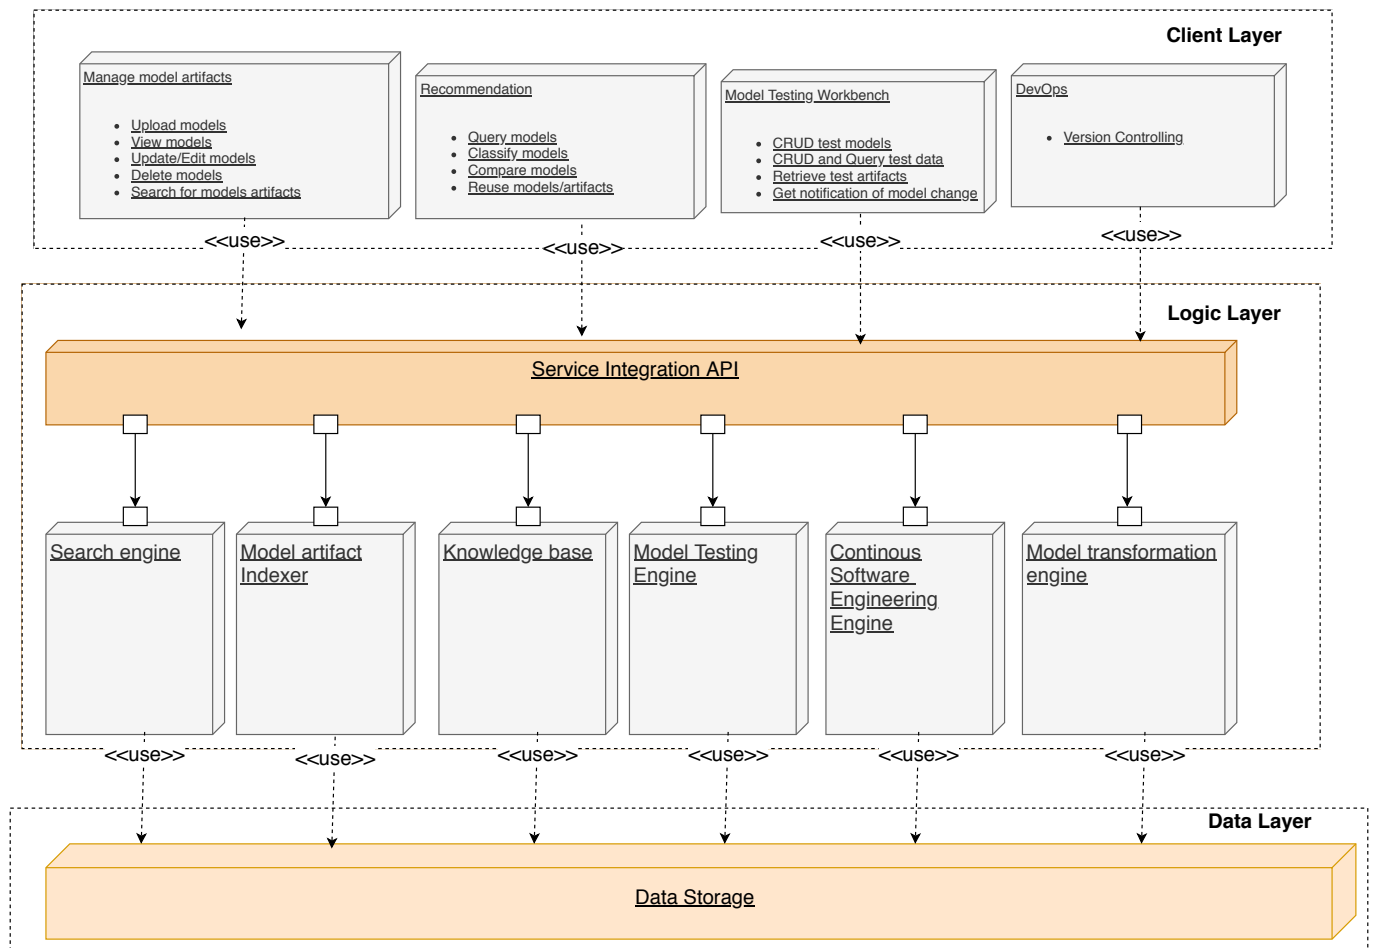 Client Layer
Manage model artifacts
Upload models
View models
Update/Edit models
Delete models
Search for models artifacts
Recommendation
Query models
Classify models
Compare models
Reuse models/artifacts
Model Testing Workbench
CRUD test models
CRUD and Query test data
Retrieve test artifacts
Get notification of model change
DevOps
Version Controlling
<<use>>
<<use>>
<<use>>
<<use>>
Logic Layer
Service Integration API
Search engine
Model artifact
Indexer
Knowledge base
Model Testing
Engine
Continous
Software
Engineering
Engine
Model transformation
engine
<<use>>
<<use>>
<<use>>
<<use>>
<<use>>
<<use>>
Data Layer
Data Storage